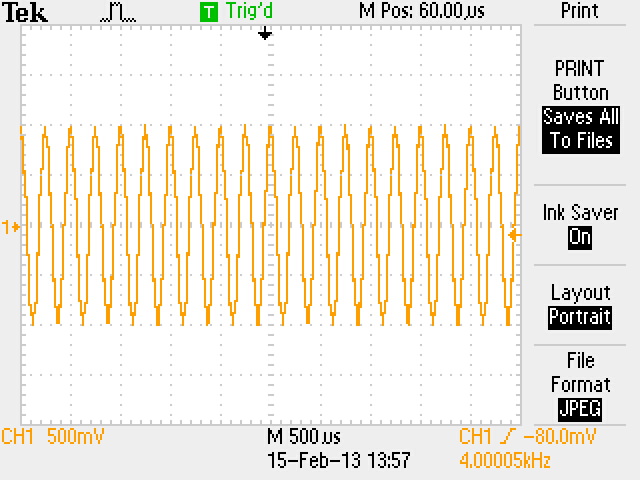 Tek T Trig'd M Pos: 60.00µs Print
PRINT
Button
Saves All
To Files
1
Ink Saver
On
Layout
Portrait
File
Format
JPEG
CH1 500mV M 500µs CH1 -80.0mV
15-Feb-13 13:57 4.00005kHz